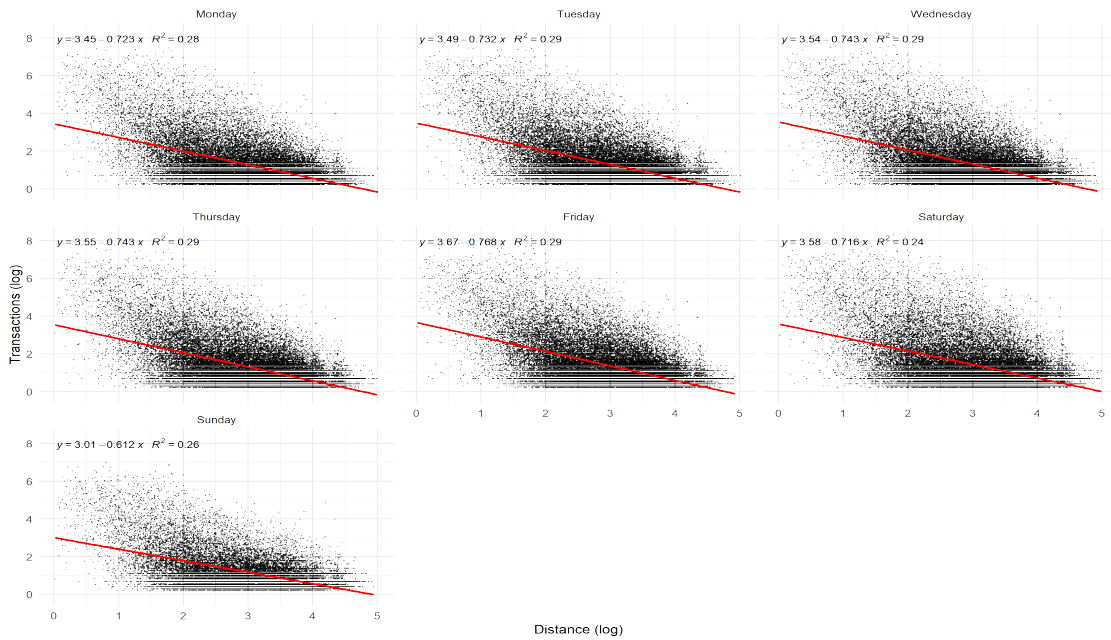 Monday
y = 3.45 – 0.723 x R² = 0.28
8
6
4
2
0
Tuesday
y = 3.49 – 0.732 x R² = 0.29
Wednesday
y = 3.54 – 0.743 x R² = 0.29
Thursday
y = 3.55 – 0.743 x R² = 0.29
8
6
4
2
0
Friday
y = 3.67 – 0.768 x R² = 0.29
0 1 2 3 4 5
Saturday
y = 3.58 – 0.716 x R² = 0.24
0 1 2 3 4 5
Sunday
y = 3.01 – 0.612 x R² = 0.26
8
6
4
2
0
0 1 2 3 4 5
Transactions (log)
Distance (log)